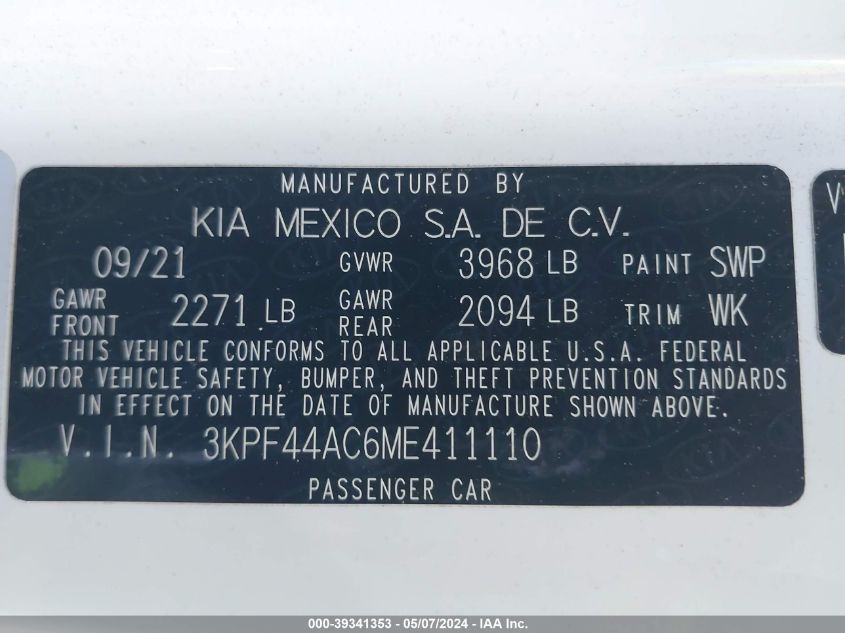 MANUFACTURED BY
KIA MEXICO S.A. DE C.V.
09/21 GVWR 3968 LB PAINT SWP
GAWR FRONT 2271 LB GAWR REAR 2094 LB TRIM WK
THIS VEHICLE CONFORMS TO ALL APPLICABLE U.S.A. FEDERAL
MOTOR VEHICLE SAFETY, BUMPER, AND THEFT PREVENTION STANDARDS
IN EFFECT ON THE DATE OF MANUFACTURE SHOWN ABOVE.
V.I.N. 3KPF44AC6ME411110
PASSENGER CAR
000-39341353 - 05/07/2024 - IAA Inc.